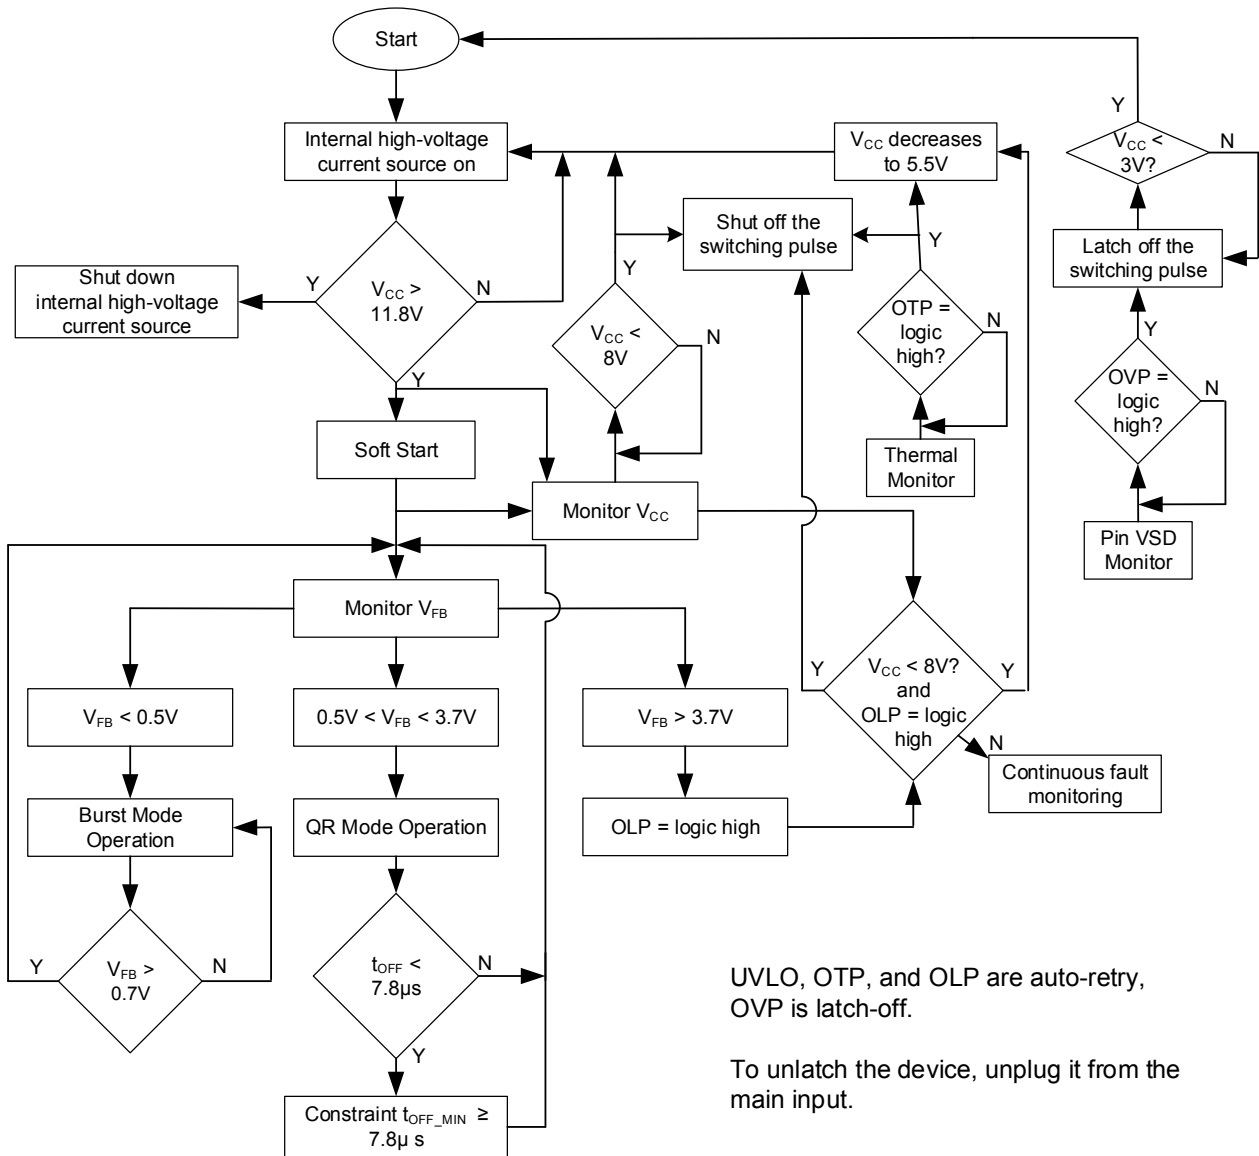 Start
Internal high-voltage
current source on
VCC decreases
to 5.5V
Y
VCC <
3V?
N
Shut off the
switching pulse
Y
Latch off the
switching pulse
Shut down
internal high-voltage
current source
Y
VCC >
11.8V
N
Y
VCC <
8V
N
OTP =
logic
high?
N
Y
OVP =
logic
high?
N
Y
Soft Start
Thermal
Monitor
Monitor VCC
Pin VSD
Monitor
Monitor VFB
VFB < 0.5V
0.5V < VFB < 3.7V
VFB > 3.7V
Y
VCC < 8V?
and
OLP = logic
high
Y
N
Continuous fault
monitoring
Burst Mode
Operation
QR Mode Operation
OLP = logic high
Y
VFB >
0.7V
N
tOFF <
7.8µs
N
Y
Constraint tOFF_MIN ≥
7.8µ s
UVLO, OTP, and OLP are auto-retry,
OVP is latch-off.
To unlatch the device, unplug it from the
main input.